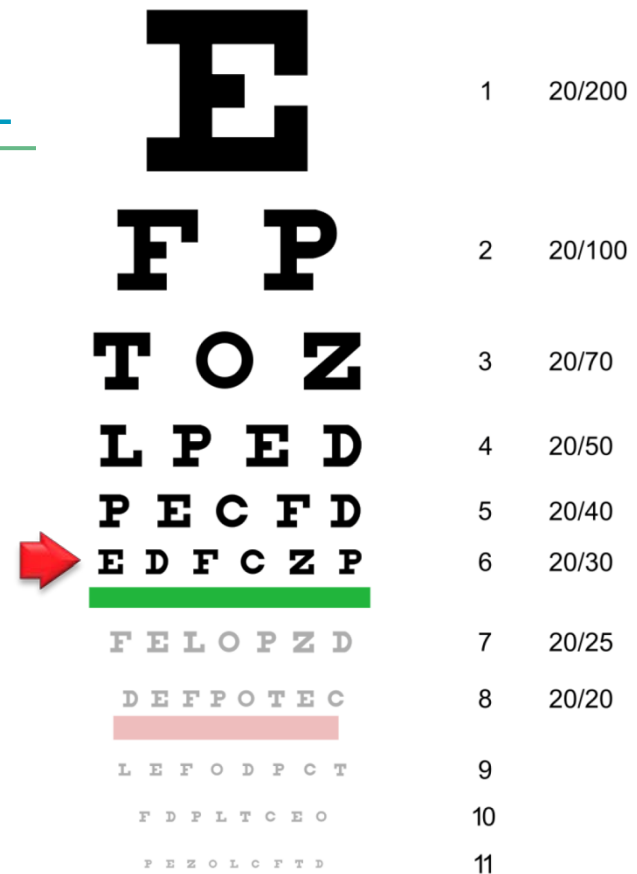 E 1 20/200
F P 2 20/100
T O Z 3 20/70
L P E D 4 20/50
P E C F D 5 20/40
E D F C Z P 6 20/30
F E L O P Z D 7 20/25
D E F P O T E C 8 20/20
L E F O D P C T 9
F D P L T C E O 10
P E Z O L C F T D 11